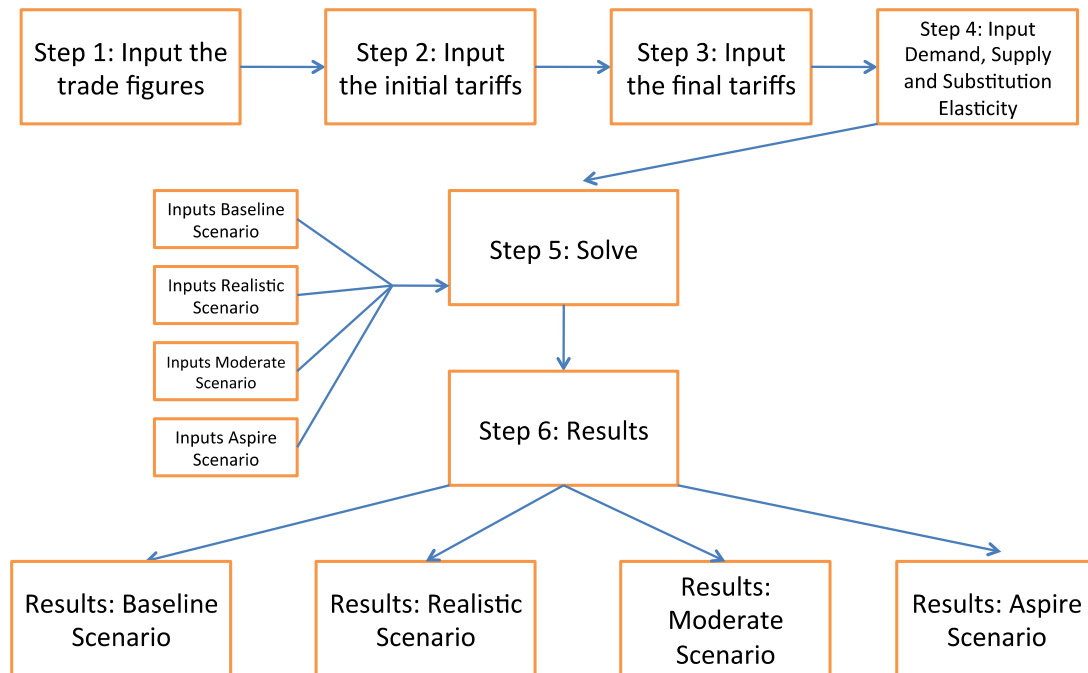 Step 1: Input the
trade figures
Step 2: Input
the initial tariffs
Step 3: Input
the final tariffs
Step 4: Input
Demand, Supply
and Substitution
Elasticity
Inputs Baseline
Scenario
Inputs Realistic
Scenario
Inputs Moderate
Scenario
Inputs Aspire
Scenario
Step 5: Solve
Step 6: Results
Results: Baseline
Scenario
Results: Realistic
Scenario
Results:
Moderate
Scenario
Results: Aspire
Scenario